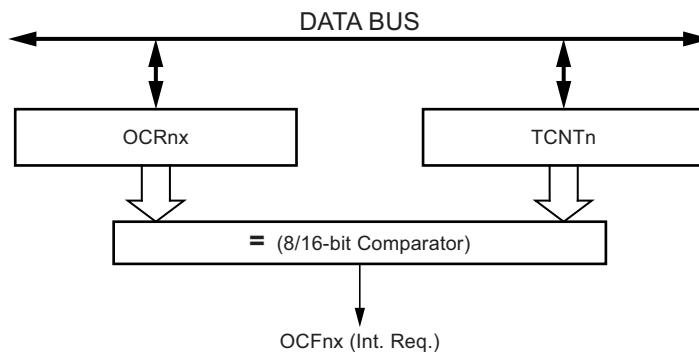 DATA BUS
OCRnx
TCNTn
= (8/16-bit Comparator)
OCFnx (Int. Req.)